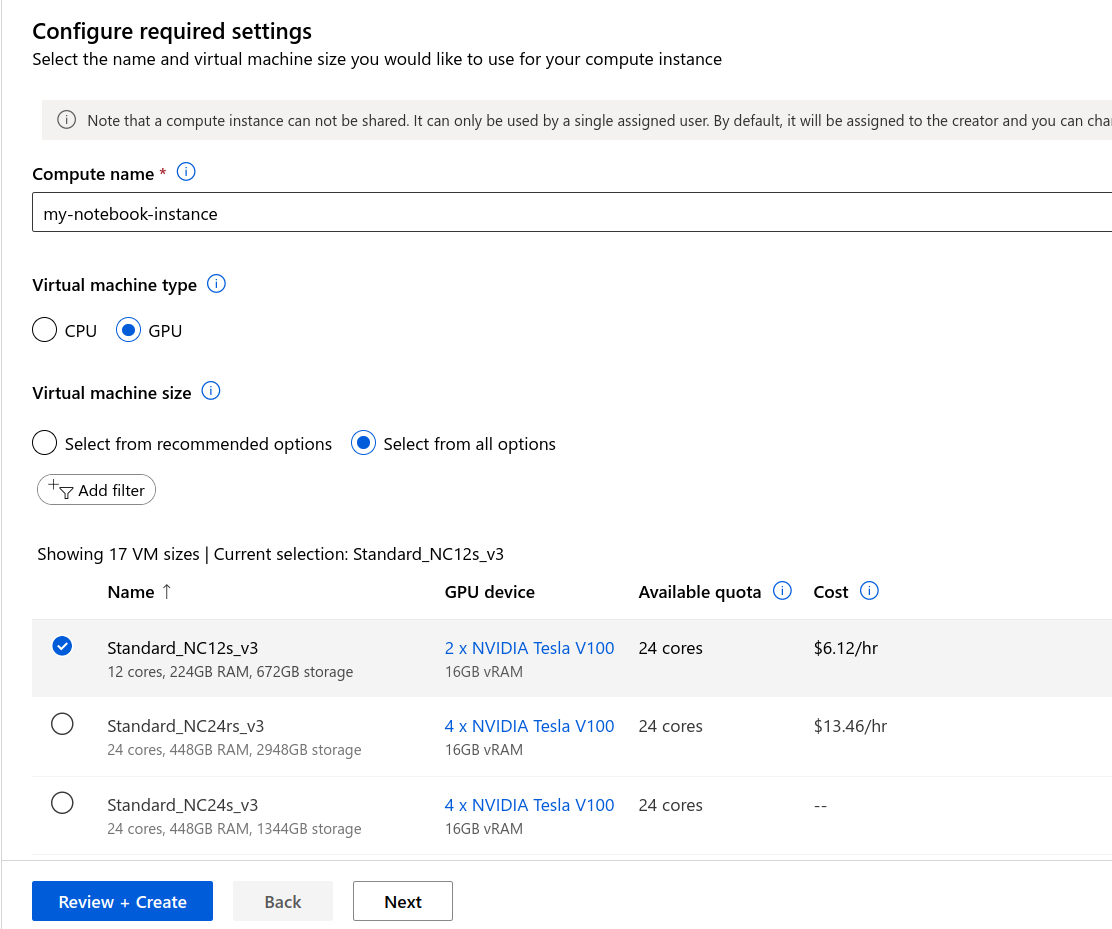 Configure required settings
Select the name and virtual machine size you would like to use for your compute instance
Note that a compute instance can not be shared. It can only be used by a single assigned user. By default, it will be assigned to the creator and you can
Compute name *
my-notebook-instance
Virtual machine type
CPU GPU
Virtual machine size
Select from recommended options Select from all options
Add filter
Showing 17 VM sizes | Current selection: Standard_NC12s_v3
Name ↑ GPU device Available quota Cost
Standard_NC12s_v3 2 x NVIDIA Tesla V100 24 cores $6.12/hr
12 cores, 224GB RAM, 672GB storage 16GB vRAM
Standard_NC24rs_v3 4 x NVIDIA Tesla V100 24 cores $13.46/hr
24 cores, 448GB RAM, 2948GB storage 16GB vRAM
Standard_NC24s_v3 4 x NVIDIA Tesla V100 24 cores --
24 cores, 448GB RAM, 1344GB storage 16GB vRAM
Review + Create Back Next